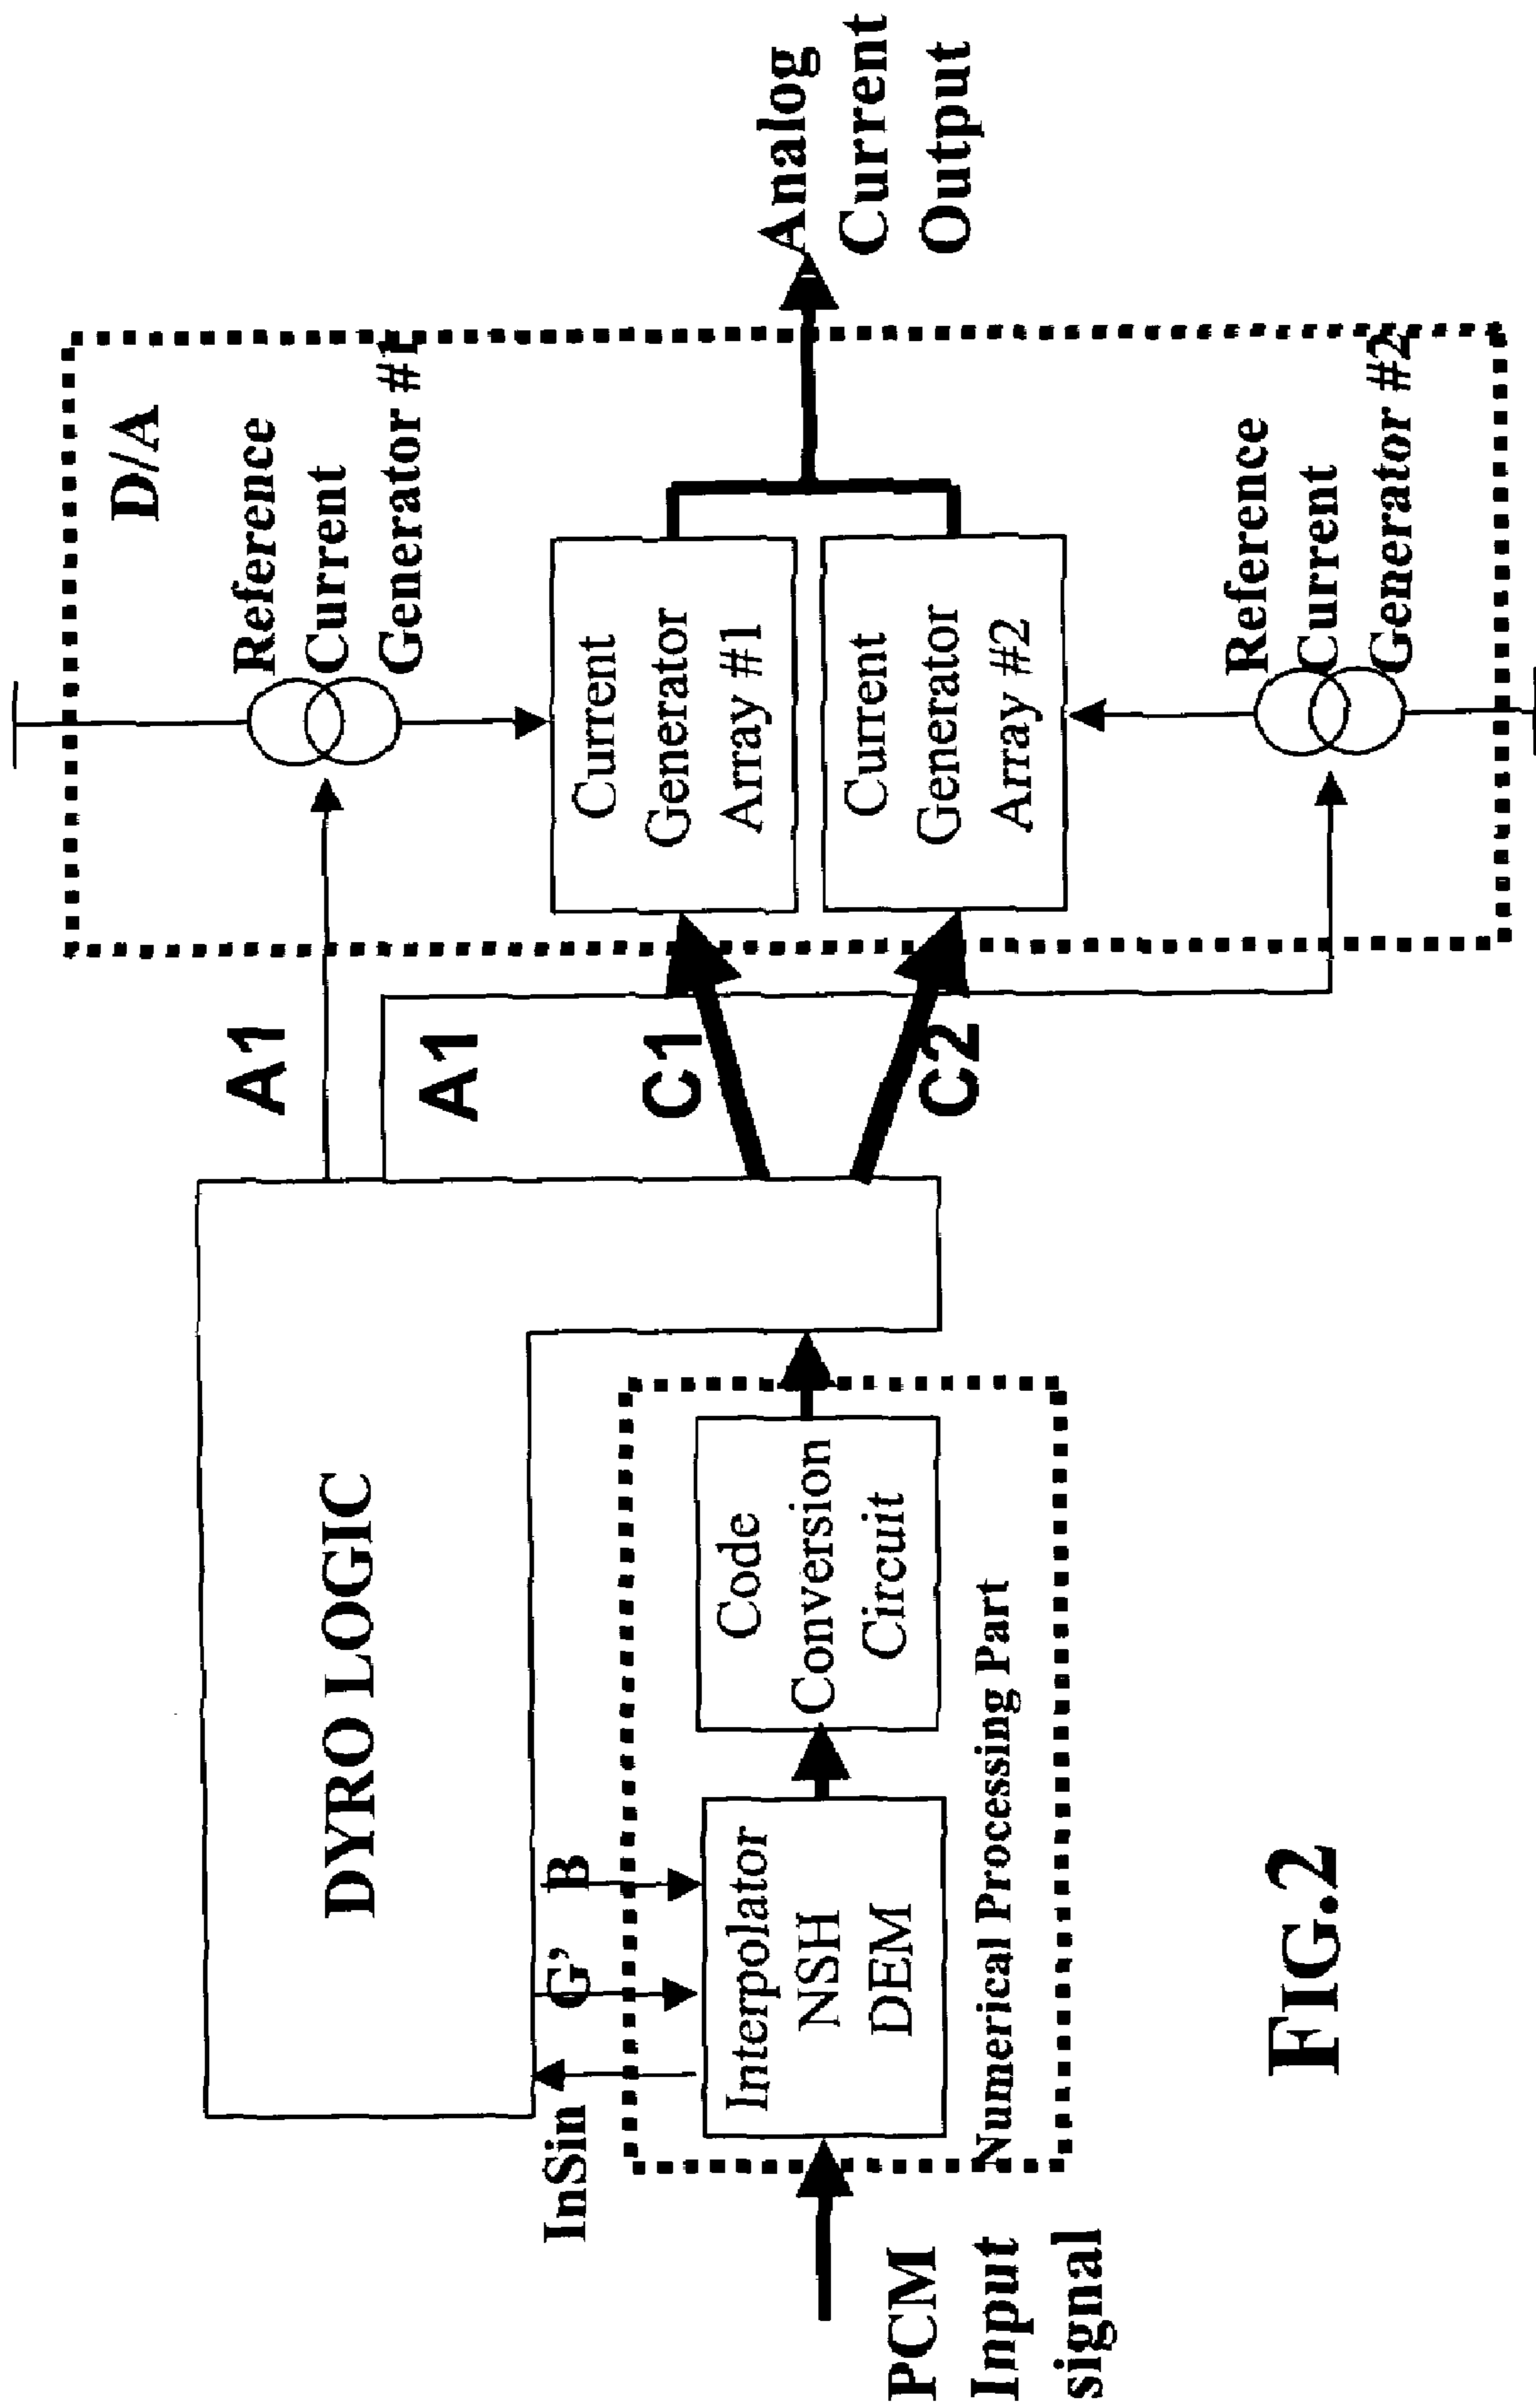 DYRO LOGIC
A1
A1
C1
C2
D/A
Reference
Current
Generator #1
Current
Generator
Array #1
Current
Generator
Array #2
Reference
Current
Generator #2
Analog
Current
Output
InSin
G'
B
Interpolator
NSH
DEM
Code
Conversion
Circuit
Numerical Processing Part
PCM
Input
signal
FIG.2